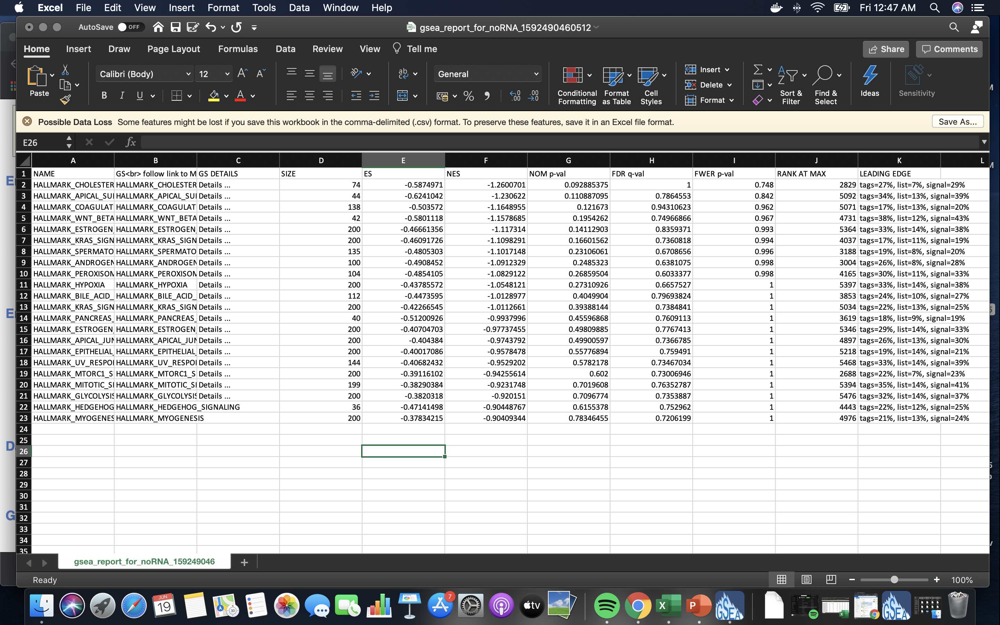 Excel File Edit View Insert Format Tools Data Window Help Fri 12:47 AM
AutoSave OFF gsea_report_for_noRNA_1592490460512
Home Insert Draw Page Layout Formulas Data Review View Tell me Share Comments
Paste Calibri (Body) 12 General Conditional Formatting Format as Table Cell Styles Insert Delete Format Sort & Filter Find & Select Ideas Sensitivity
Possible Data Loss Some features might be lost if you save this workbook in the comma-delimited (.csv) format. To preserve these features, save it in an Excel file format. Save As...
E26 fx
A B C D E F G H I J K L
1 NAME GS<br> follow link to M GS DETAILS SIZE ES NES NOM p-val FDR q-val FWER p-val RANK AT MAX LEADING EDGE
2 HALLMARK_CHOLESTER HALLMARK_CHOLESTER Details ... 74 -0.5874971 -1.2600701 0.092885375 1 0.748 2829 tags=27%, list=7%, signal=29%
3 HALLMARK_APICAL_SUI HALLMARK_APICAL_SUI Details ... 44 -0.6241042 -1.230622 0.110887095 0.7864553 0.842 5092 tags=34%, list=13%, signal=39%
4 HALLMARK_COAGULAT HALLMARK_COAGULAT Details ... 138 -0.503572 -1.1648955 0.121673 0.94310623 0.962 5071 tags=17%, list=13%, signal=20%
5 HALLMARK_WNT_BETA HALLMARK_WNT_BETA Details ... 42 -0.5801118 -1.1578685 0.1954262 0.74966866 0.967 4731 tags=38%, list=12%, signal=43%
6 HALLMARK_ESTROGEN_ HALLMARK_ESTROGEN_ Details ... 200 -0.46661356 -1.117314 0.14112903 0.8359371 0.993 5364 tags=33%, list=14%, signal=38%
7 HALLMARK_KRAS_SIGN HALLMARK_KRAS_SIGN Details ... 200 -0.46091726 -1.1098291 0.16601562 0.7360818 0.994 4037 tags=17%, list=11%, signal=19%
8 HALLMARK_SPERMATO HALLMARK_SPERMATO Details ... 135 -0.4805303 -1.1017148 0.23106061 0.6708656 0.996 3188 tags=19%, list=8%, signal=20%
9 HALLMARK_ANDROGEN HALLMARK_ANDROGEN Details ... 100 -0.4908452 -1.0912329 0.2485323 0.6381075 0.998 3004 tags=26%, list=8%, signal=28%
10 HALLMARK_PEROXISOM HALLMARK_PEROXISOM Details ... 104 -0.4854105 -1.0829122 0.26859504 0.6033377 0.998 4165 tags=30%, list=11%, signal=33%
11 HALLMARK_HYPOXIA HALLMARK_HYPOXIA Details ... 200 -0.43785572 -1.0548121 0.27310926 0.6657527 1 5397 tags=33%, list=14%, signal=38%
12 HALLMARK_BILE_ACID_ HALLMARK_BILE_ACID_ Details ... 112 -0.4473595 -1.0128977 0.4049904 0.79693824 1 3853 tags=24%, list=10%, signal=27%
13 HALLMARK_KRAS_SIGN HALLMARK_KRAS_SIGN Details ... 200 -0.42266545 -1.0112661 0.39388144 0.7384841 1 5034 tags=22%, list=13%, signal=25%
14 HALLMARK_PANCREAS_ HALLMARK_PANCREAS_ Details ... 40 -0.51200926 -0.9937996 0.45596868 0.7609113 1 3619 tags=18%, list=9%, signal=19%
15 HALLMARK_ESTROGEN_ HALLMARK_ESTROGEN_ Details ... 200 -0.40704703 -0.97737455 0.49809885 0.7767413 1 5346 tags=29%, list=14%, signal=33%
16 HALLMARK_APICAL_JUN HALLMARK_APICAL_JUN Details ... 200 -0.404384 -0.9743792 0.49900597 0.7366785 1 4897 tags=26%, list=13%, signal=30%
17 HALLMARK_EPITHELIAL_ HALLMARK_EPITHELIAL_ Details ... 200 -0.40017086 -0.9578478 0.55776894 0.759491 1 5218 tags=19%, list=14%, signal=21%
18 HALLMARK_UV_RESPO HALLMARK_UV_RESPO Details ... 144 -0.40682432 -0.9529202 0.5782178 0.73467034 1 5468 tags=33%, list=14%, signal=39%
19 HALLMARK_MTORC1_S HALLMARK_MTORC1_S Details ... 200 -0.39116102 -0.94255614 0.602 0.73006946 1 2688 tags=22%, list=7%, signal=23%
20 HALLMARK_MITOTIC_SI HALLMARK_MITOTIC_SI Details ... 199 -0.38290384 -0.9231748 0.7019608 0.76352787 1 5394 tags=35%, list=14%, signal=41%
21 HALLMARK_GLYCOLYSIS HALLMARK_GLYCOLYSIS Details ... 200 -0.3820318 -0.920151 0.7096774 0.7353887 1 5476 tags=32%, list=14%, signal=37%
22 HALLMARK_HEDGEHOG HALLMARK_HEDGEHOG_SIGNALING 36 -0.47141498 -0.90448767 0.6155378 0.752962 1 4443 tags=22%, list=12%, signal=25%
23 HALLMARK_MYOGENES HALLMARK_MYOGENESIS 200 -0.37834215 -0.90409344 0.78346455 0.7206199 1 4976 tags=21%, list=13%, signal=24%
24
25
26
27
28
29
30
31
32
33
34
35
gsea_report_for_noRNA_159249046
Ready 100%
JUN 19 3D 7 tv X P GSEA GSEA